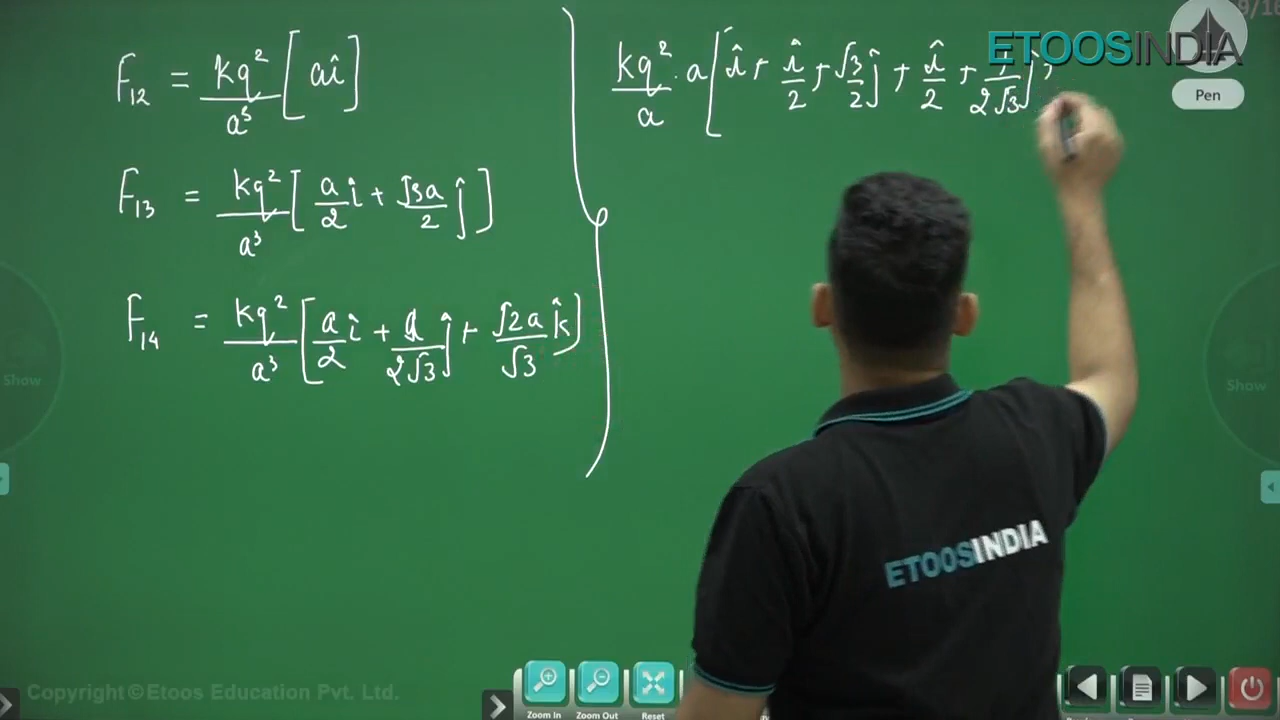 F₁₂ = kq²/a³ [ aî ]
F₁₃ = kq²/a³ [ a/2 î + √3a/2 ĵ ]
F₁₄ = kq²/a³ [ a/2 î + a/2√3 ĵ + √2a/√3 k̂ ]
kq²/a · a [ î + î/2 + √3/2 ĵ + î/2 + 1/2√3 ĵ +
ETOOSINDIA
9/16
Pen
Show
Show
ETOOSINDIA
Copyright © Etoos Education Pvt. Ltd.
Zoom In
Zoom Out
Reset